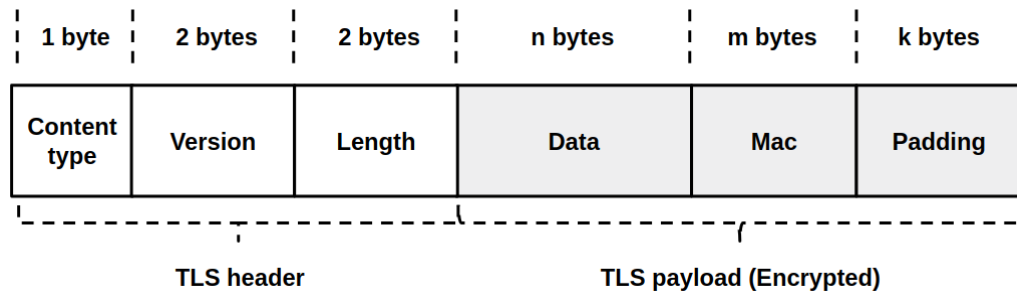 1 byte 2 bytes 2 bytes n bytes m bytes k bytes
Content
type
Version Length Data Mac Padding
TLS header TLS payload (Encrypted)